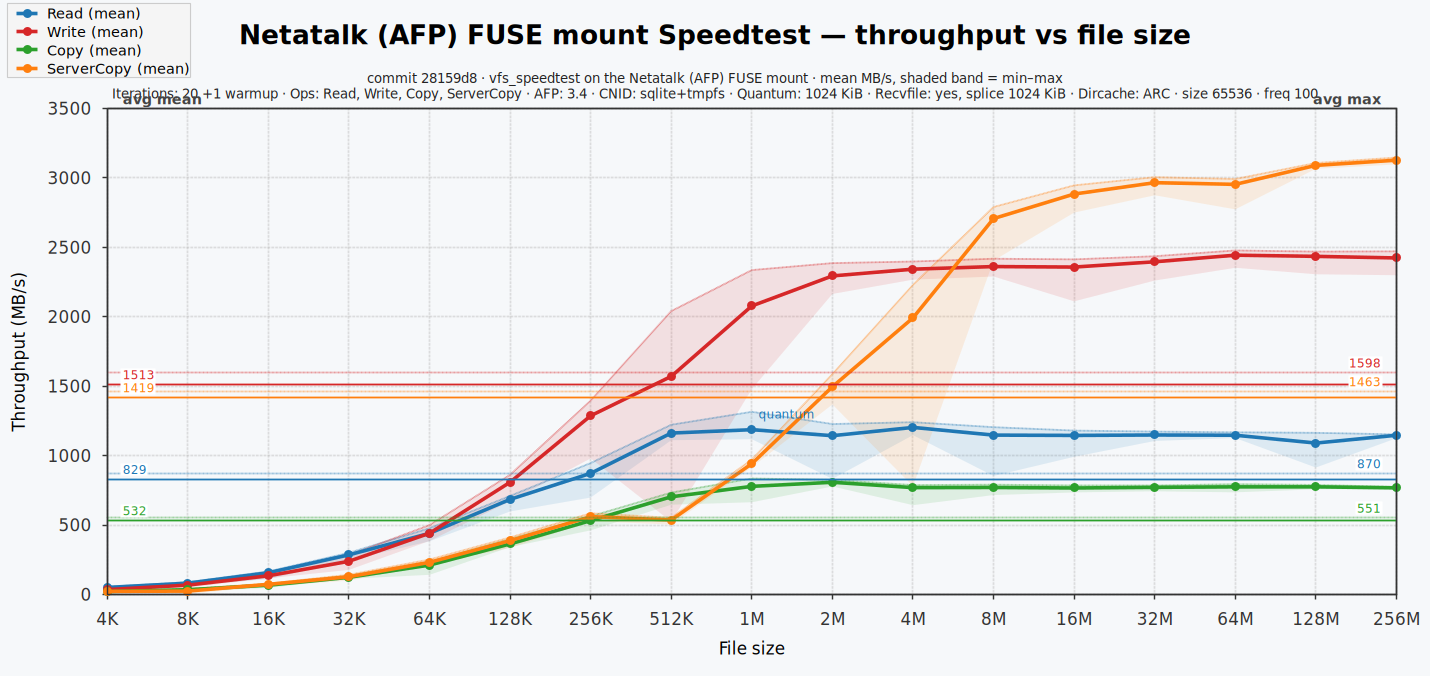 Read (mean)
Write (mean)
Copy (mean)
ServerCopy (mean)
Netatalk (AFP) FUSE mount Speedtest — throughput vs file size
commit 28159d8 · vfs_speedtest on the Netatalk (AFP) FUSE mount · mean MB/s, shaded band = min–max
Iterations: 20 +1 warmup · Ops: Read, Write, Copy, ServerCopy · AFP: 3.4 · CNID: sqlite+tmpfs · Quantum: 1024 KiB · Recvfile: yes, splice 1024 KiB · Dircache: ARC · size 65536 · freq 100
avg mean
avg max
3500
3000
2500
2000
1500
1000
500
0
Throughput (MB/s)
1513
1419
829
532
1598
1463
870
551
quantum
4K 8K 16K 32K 64K 128K 256K 512K 1M 2M 4M 8M 16M 32M 64M 128M 256M
File size